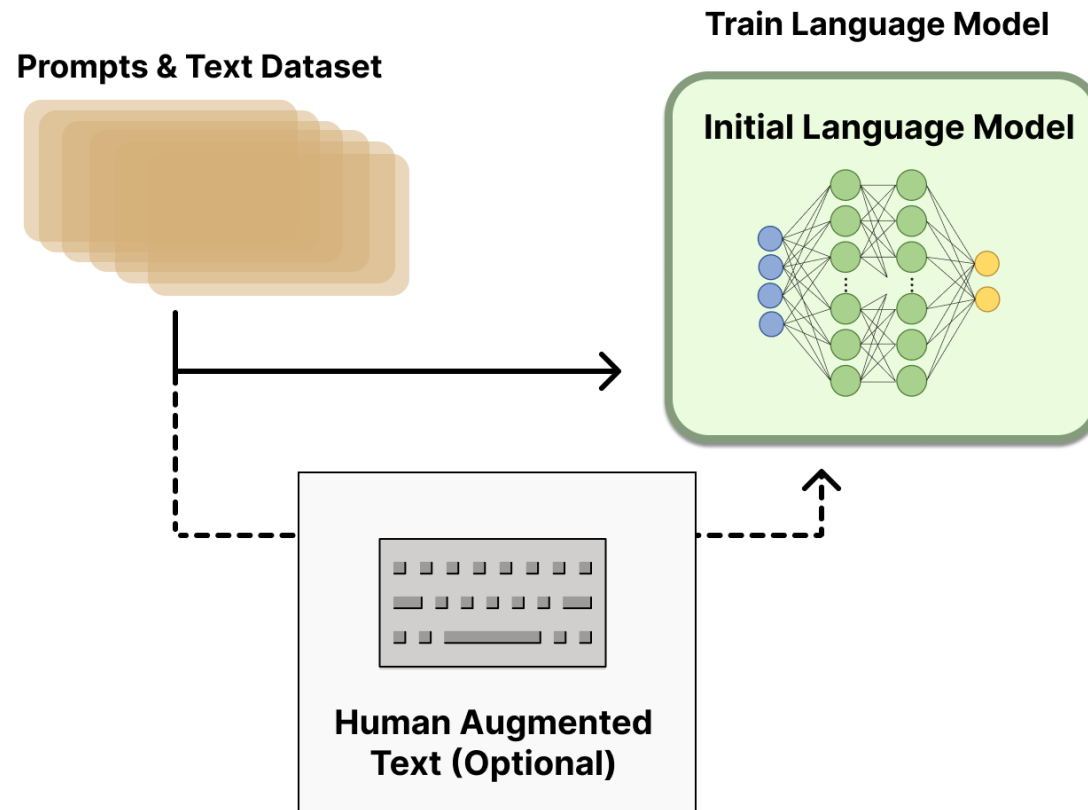 Train Language Model
Prompts & Text Dataset
Initial Language Model
Human Augmented
Text (Optional)